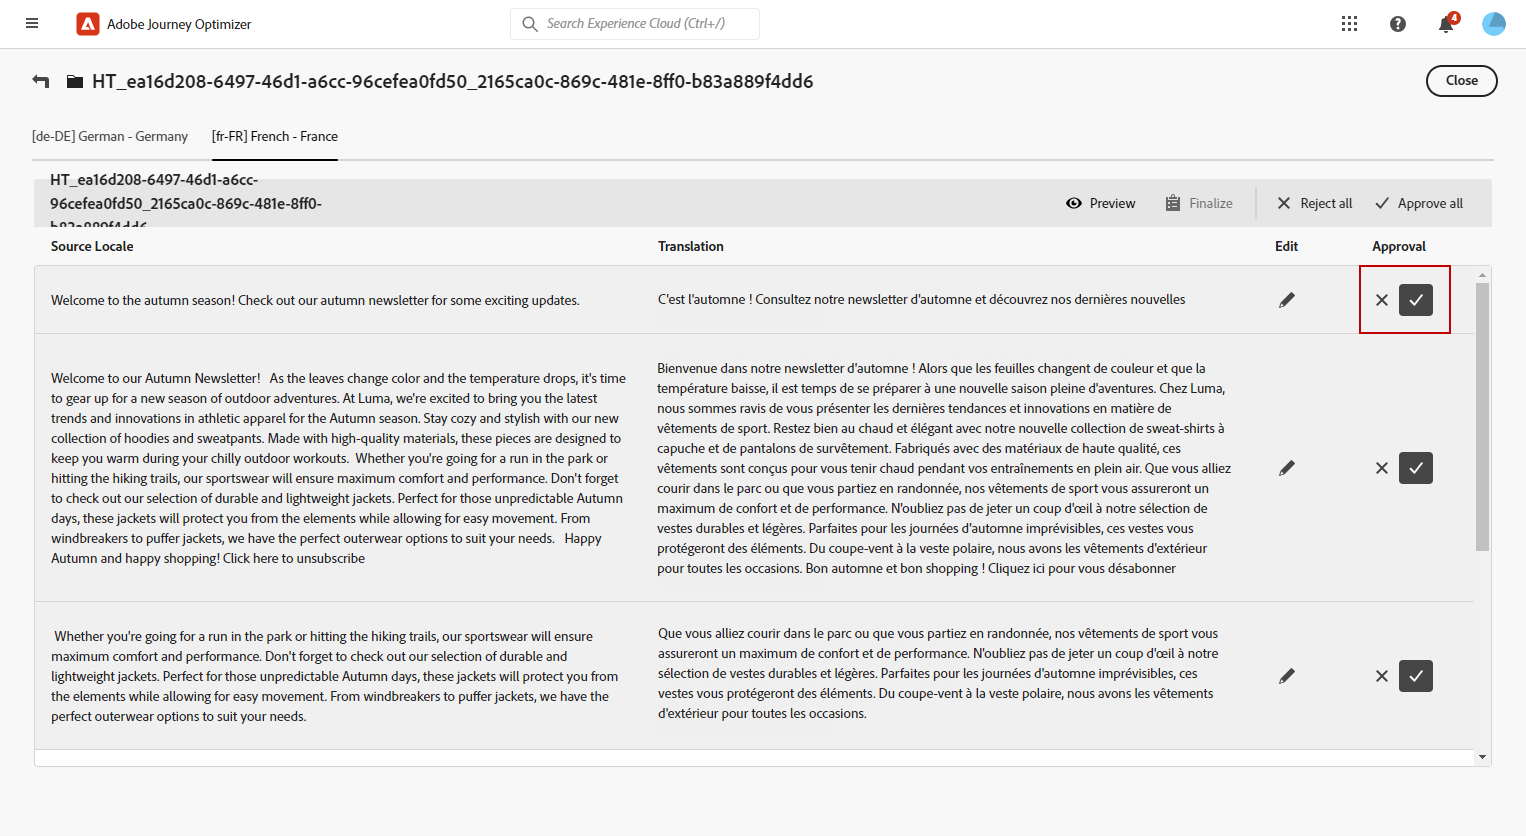 Adobe Journey Optimizer
Search Experience Cloud (Ctrl+/)
4
HT_ea16d208-6497-46d1-a6cc-96cefea0fd50_2165ca0c-869c-481e-8ff0-b83a889f4dd6
Close
[de-DE] German - Germany
[fr-FR] French - France
HT_ea16d208-6497-46d1-a6cc-
96cefea0fd50_2165ca0c-869c-481e-8ff0-
b83a889f4dd6
Preview
Finalize
Reject all
Approve all
Source Locale
Translation
Edit
Approval
Welcome to the autumn season! Check out our autumn newsletter for some exciting updates.
C'est l'automne ! Consultez notre newsletter d'automne et découvrez nos dernières nouvelles
Welcome to our Autumn Newsletter!   As the leaves change color and the temperature drops, it's time
to gear up for a new season of outdoor adventures. At Luma, we're excited to bring you the latest
trends and innovations in athletic apparel for the Autumn season. Stay cozy and stylish with our new
collection of hoodies and sweatpants. Made with high-quality materials, these pieces are designed to
keep you warm during your chilly outdoor workouts.  Whether you're going for a run in the park or
hitting the hiking trails, our sportswear will ensure maximum comfort and performance. Don't forget
to check out our selection of durable and lightweight jackets. Perfect for those unpredictable Autumn
days, these jackets will protect you from the elements while allowing for easy movement. From
windbreakers to puffer jackets, we have the perfect outerwear options to suit your needs.   Happy
Autumn and happy shopping! Click here to unsubscribe
Bienvenue dans notre newsletter d'automne ! Alors que les feuilles changent de couleur et que la
température baisse, il est temps de se préparer à une nouvelle saison pleine d'aventures. Chez Luma,
nous sommes ravis de vous présenter les dernières tendances et innovations en matière de
vêtements de sport. Restez bien au chaud et élégant avec notre nouvelle collection de sweat-shirts à
capuche et de pantalons de survêtement. Fabriqués avec des matériaux de haute qualité, ces
vêtements sont conçus pour vous tenir chaud pendant vos entraînements en plein air. Que vous alliez
courir dans le parc ou que vous partiez en randonnée, nos vêtements de sport vous assureront un
maximum de confort et de performance. N'oubliez pas de jeter un coup d'œil à notre sélection de
vestes durables et légères. Parfaites pour les journées d'automne imprévisibles, ces vestes vous
protégeront des éléments. Du coupe-vent à la veste polaire, nous avons les vêtements d'extérieur
pour toutes les occasions. Bon automne et bon shopping ! Cliquez ici pour vous désabonner
Whether you're going for a run in the park or hitting the hiking trails, our sportswear will ensure
maximum comfort and performance. Don't forget to check out our selection of durable and
lightweight jackets. Perfect for those unpredictable Autumn days, these jackets will protect you from
the elements while allowing for easy movement. From windbreakers to puffer jackets, we have the
perfect outerwear options to suit your needs.
Que vous alliez courir dans le parc ou que vous partiez en randonnée, nos vêtements de sport vous
assureront un maximum de confort et de performance. N'oubliez pas de jeter un coup d'œil à notre
sélection de vestes durables et légères. Parfaites pour les journées d'automne imprévisibles, ces
vestes vous protégeront des éléments. Du coupe-vent à la veste polaire, nous avons les vêtements
d'extérieur pour toutes les occasions.